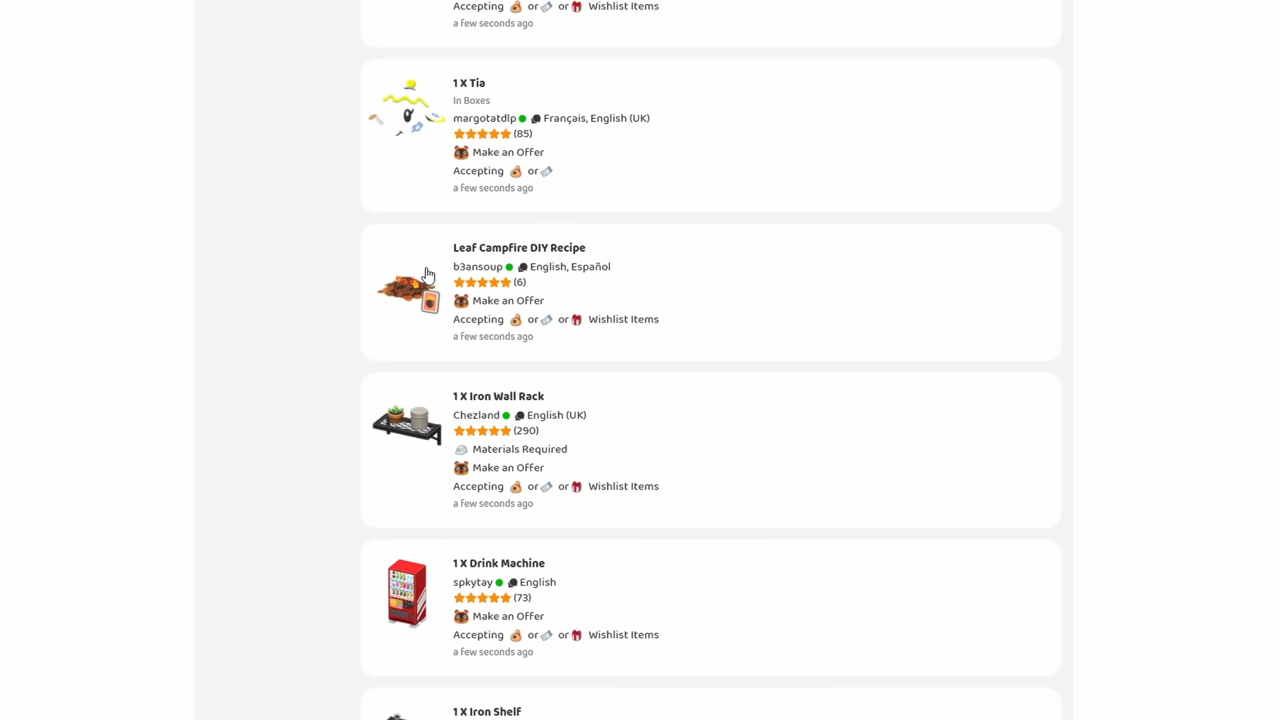 Accepting or or Wishlist Items
a few seconds ago
1 X Tia
In Boxes
margotatdlp Français, English (UK)
(85)
Make an Offer
Accepting or
a few seconds ago
Leaf Campfire DIY Recipe
b3ansoup English, Español
(6)
Make an Offer
Accepting or or Wishlist Items
a few seconds ago
1 X Iron Wall Rack
Chezland English (UK)
(290)
Materials Required
Make an Offer
Accepting or or Wishlist Items
a few seconds ago
1 X Drink Machine
spkytay English
(73)
Make an Offer
Accepting or or Wishlist Items
a few seconds ago
1 X Iron Shelf